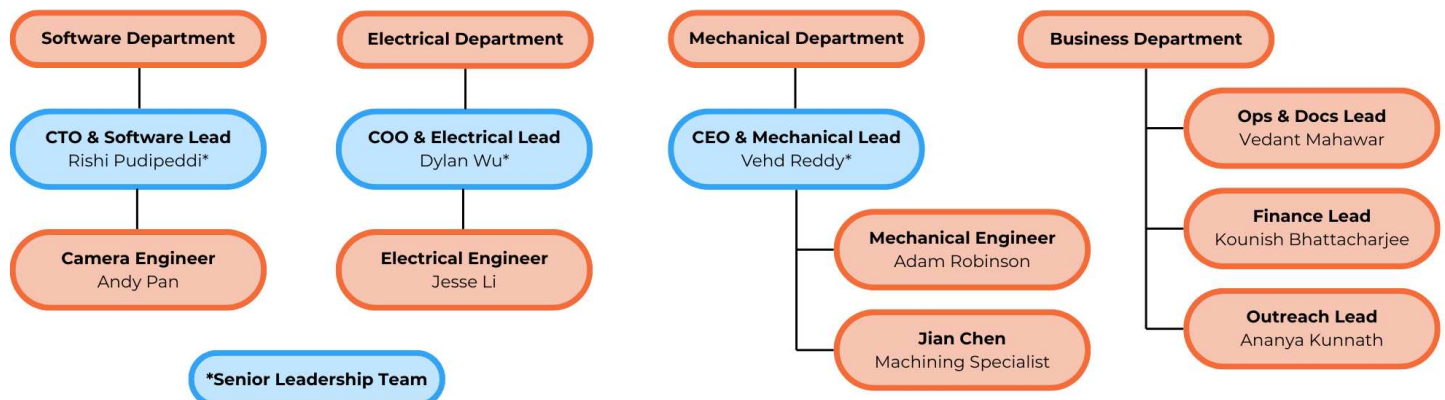 Software Department
CTO & Software Lead
Rishi Pudipeddi*
Camera Engineer
Andy Pan
Electrical Department
COO & Electrical Lead
Dylan Wu*
Electrical Engineer
Jesse Li
Mechanical Department
CEO & Mechanical Lead
Vehd Reddy*
Mechanical Engineer
Adam Robinson
Jian Chen
Machining Specialist
Business Department
Ops & Docs Lead
Vedant Mahawar
Finance Lead
Kounish Bhattacharjee
Outreach Lead
Ananya Kunnath
*Senior Leadership Team